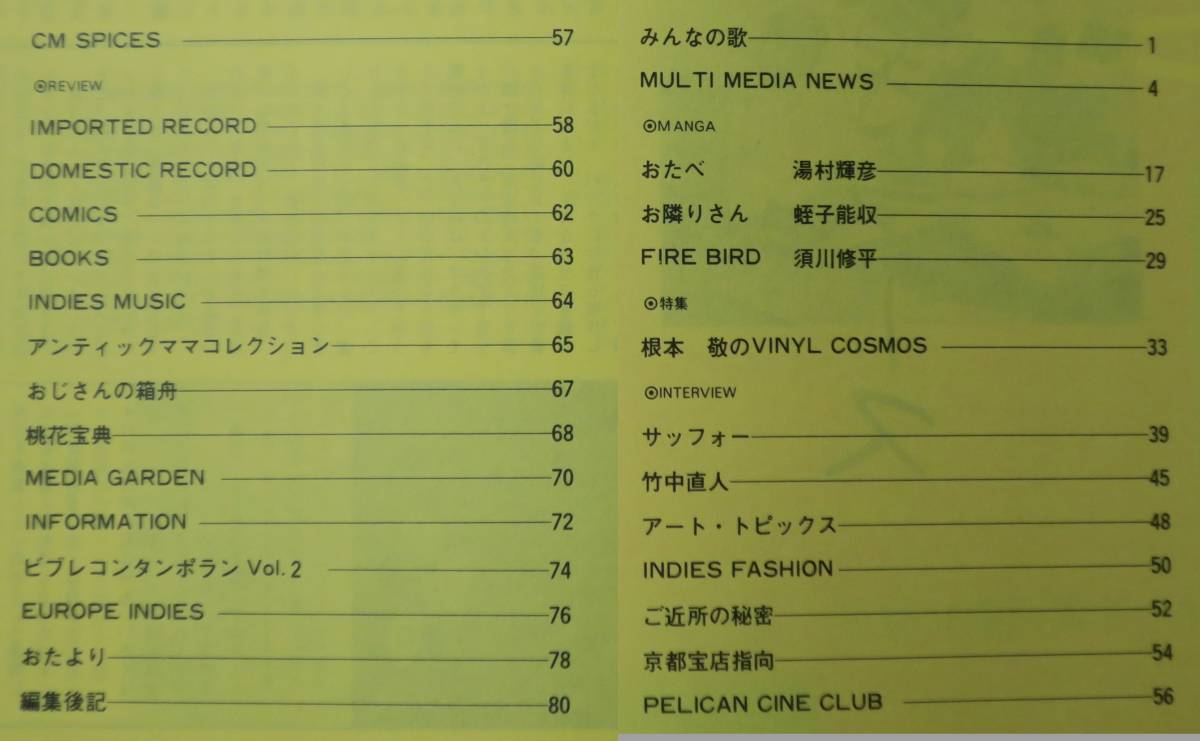 みんなの歌 1
MULTI MEDIA NEWS 4
MANGA
おたべ 湯村輝彦 17
お隣りさん 蛭子能収 25
FIRE BIRD 須川修平 29
特集
根本 敬のVINYL COSMOS 33
INTERVIEW
サッフォー 39
竹中直人 45
アート・トピックス 48
INDIES FASHION 50
ご近所の秘密 52
京都宝店指向 54
PELICAN CINE CLUB 56
CM SPICES 57
REVIEW
IMPORTED RECORD 58
DOMESTIC RECORD 60
COMICS 62
BOOKS 63
INDIES MUSIC 64
アンティックママコレクション 65
おじさんの箱舟 67
桃花宝典 68
MEDIA GARDEN 70
INFORMATION 72
ビブレコンタンポラン Vol.2 74
EUROPE INDIES 76
おたより 78
編集後記 80